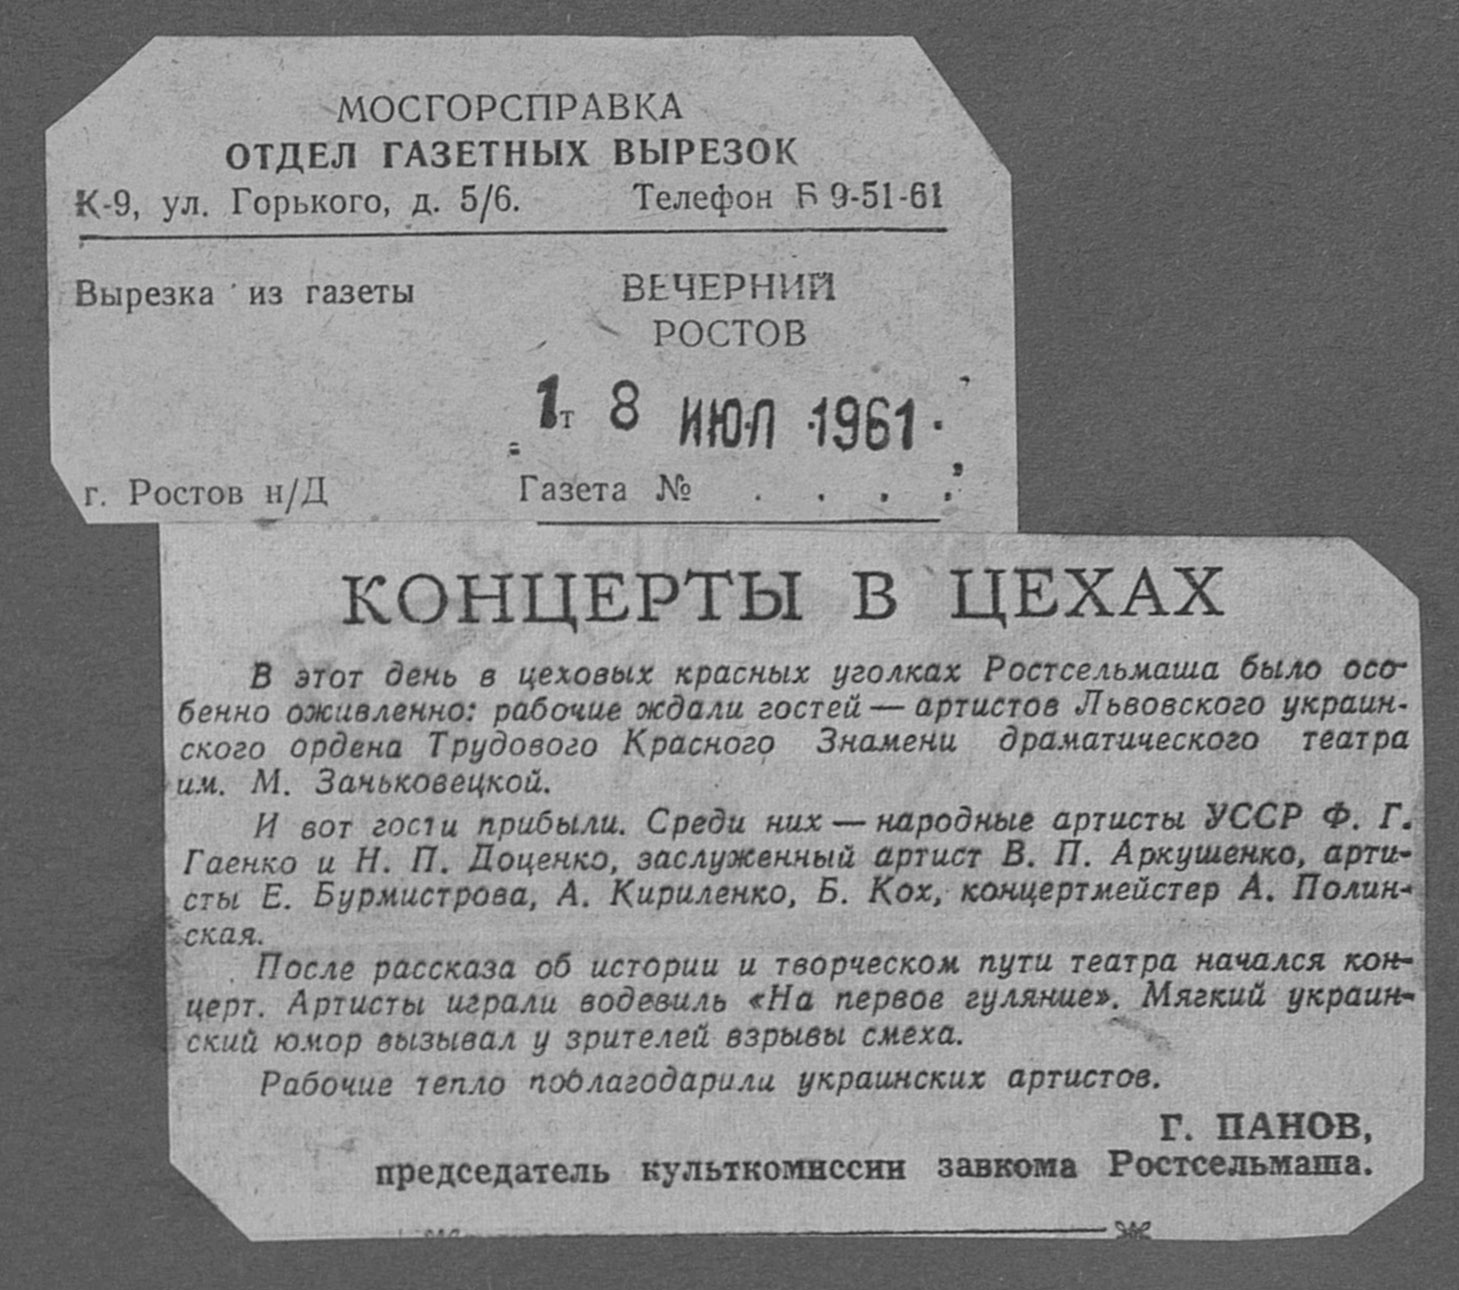 МОСГОРСПРАВКА
ОТДЕЛ ГАЗЕТНЫХ ВЫРЕЗОК
К-9, ул. Горького, д. 5/6. Телефон Б 9-51-61
Вырезка из газеты ВЕЧЕРНИЙ
РОСТОВ
1т 8 ИЮЛ 1961
г. Ростов н/Д Газета № . . . .
КОНЦЕРТЫ В ЦЕХАХ
В этот день в цеховых красных уголках Ростсельмаша было осо-
бенно оживленно: рабочие ждали гостей — артистов Львовского украин-
ского ордена Трудового Красного Знамени драматического театра
им. М. Заньковецкой.
И вот гости прибыли. Среди них — народные артисты УССР Ф. Г.
Гаенко и Н. П. Доценко, заслуженный артист В. П. Аркушенко, арти-
сты Е. Бурмистрова, А. Кириленко, Б. Кох, концертмейстер А. Полин-
ская.
После рассказа об истории и творческом пути театра начался кон-
церт. Артисты играли водевиль «На первое гуляние». Мягкий украин-
ский юмор вызывал у зрителей взрывы смеха.
Рабочие тепло поблагодарили украинских артистов.
Г. ПАНОВ,
председатель культкомиссии завкома Ростсельмаша.